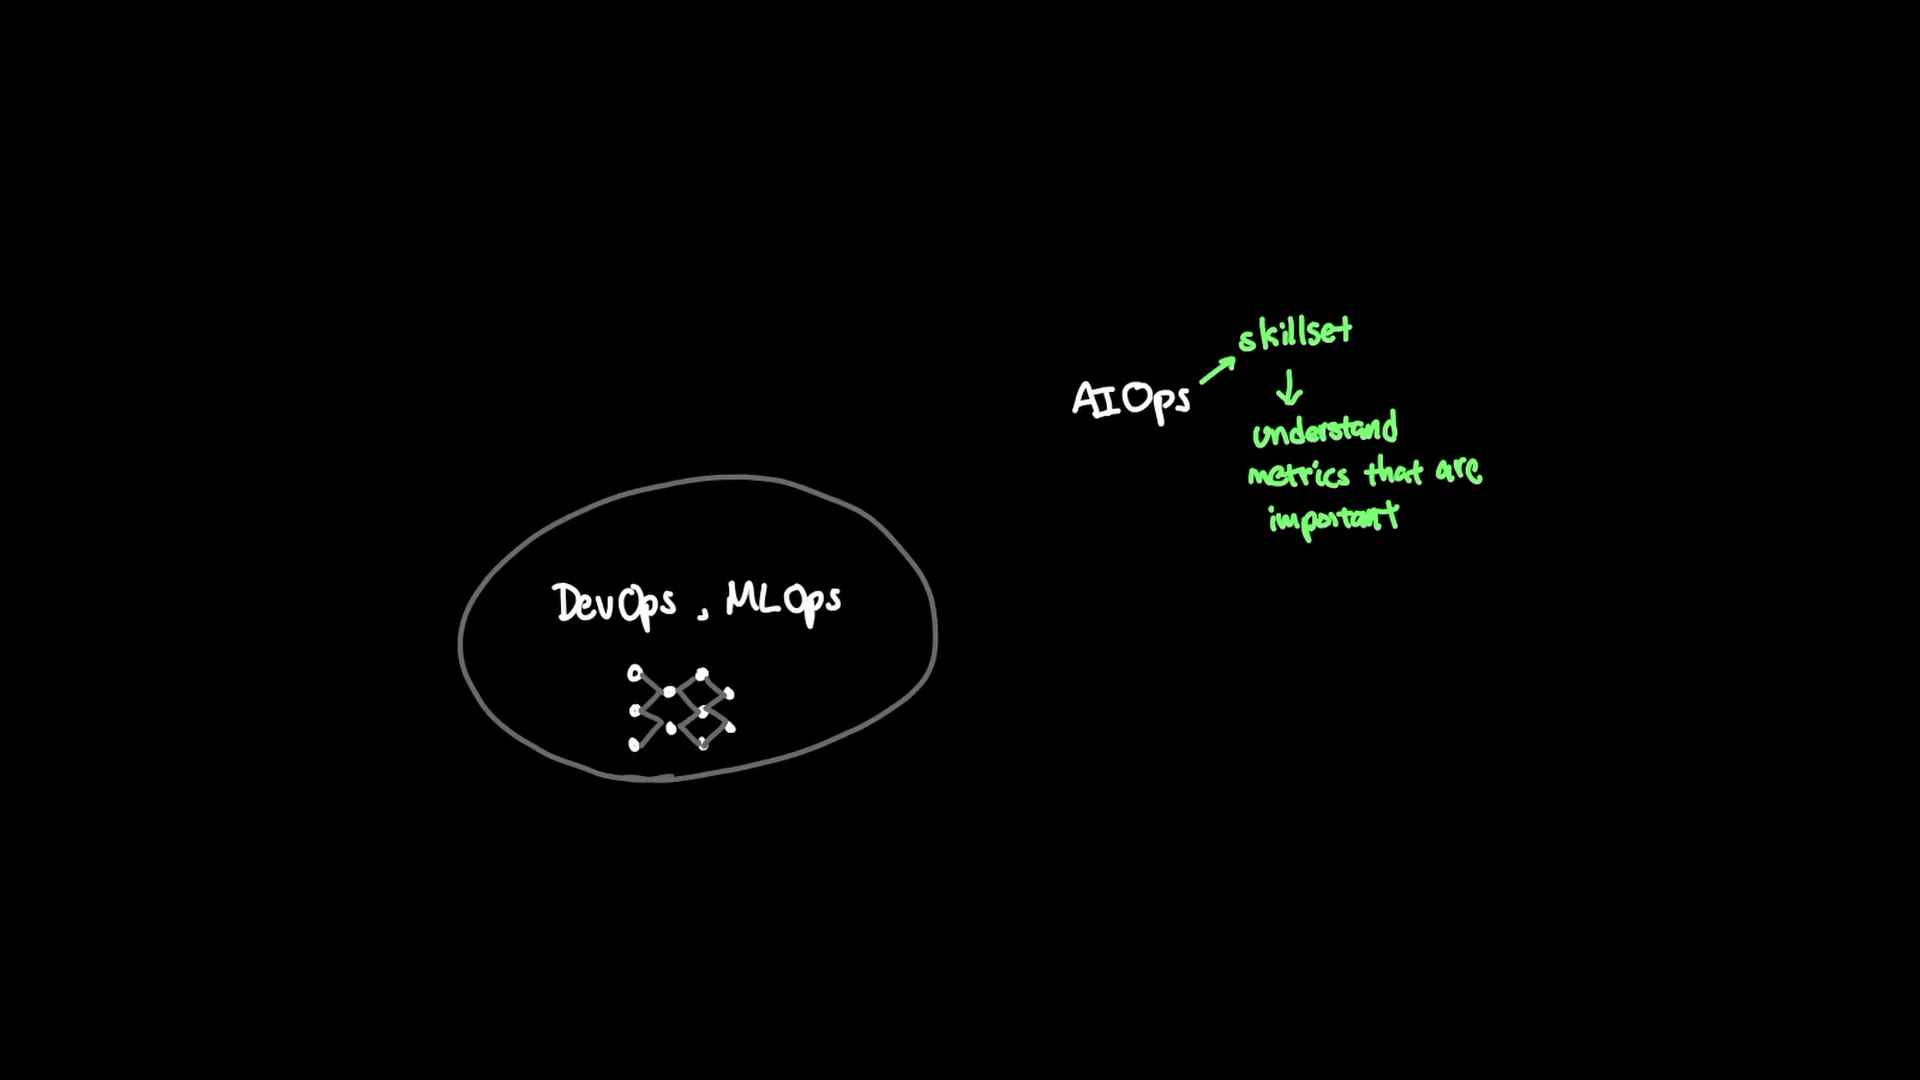 skillset
AIOps
understand
metrics that are
important
DevOps, MLOps